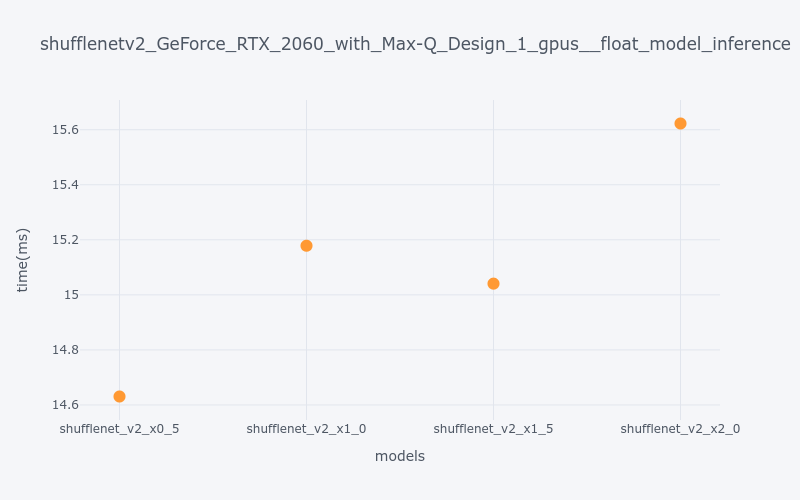 shufflenetv2_GeForce_RTX_2060_with_Max-Q_Design_1_gpus__float_model_inference
time(ms)
15.6
15.4
15.2
15
14.8
14.6
shufflenet_v2_x0_5
shufflenet_v2_x1_0
shufflenet_v2_x1_5
shufflenet_v2_x2_0
models